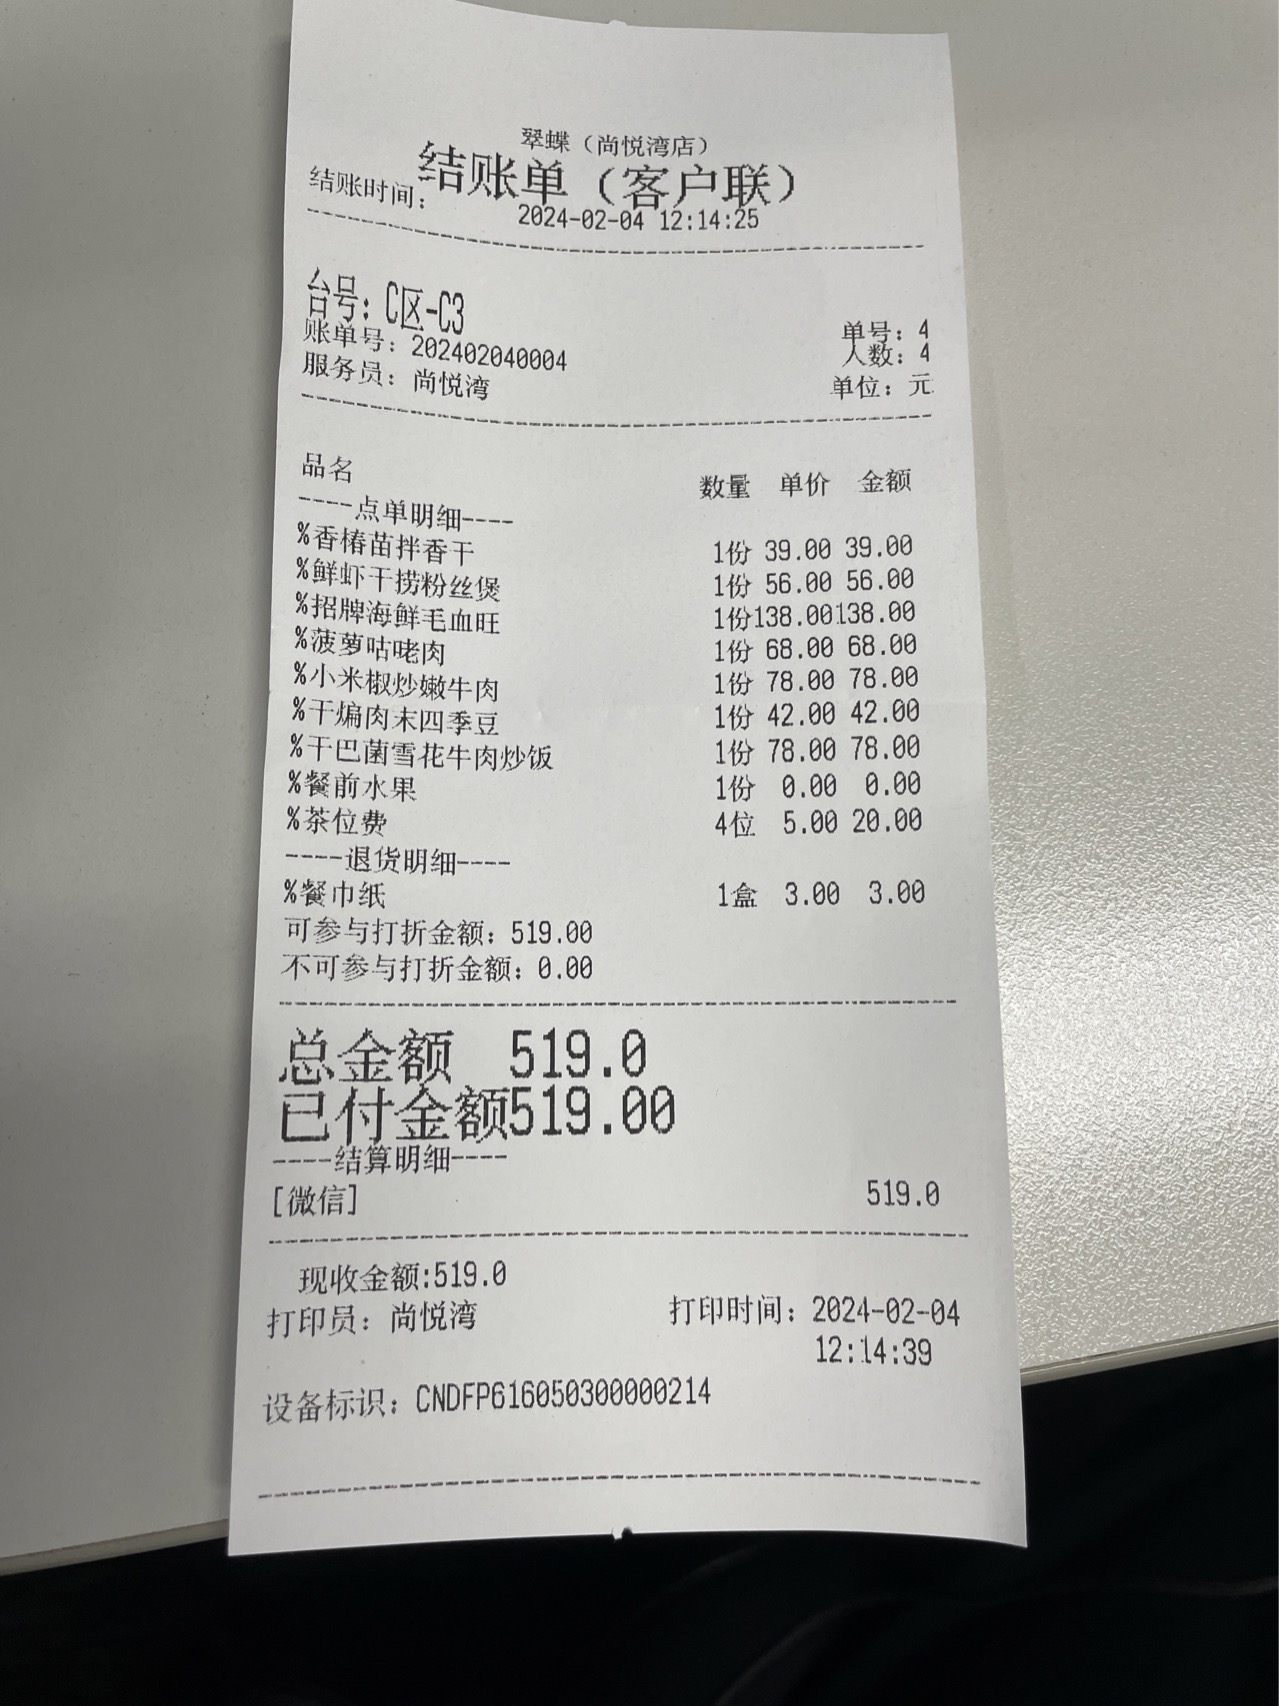 翠蝶（尚悦湾店）
结账单（客户联）
结账时间：2024-02-04 12:14:25
台号：C区-C3
账单号：202402040004 单号：4
人数：4
服务员：尚悦湾 单位：元
品名 数量 单价 金额
----点单明细----
%香椿苗拌香干 1份 39.00 39.00
%鲜虾干捞粉丝煲 1份 56.00 56.00
%招牌海鲜毛血旺 1份138.00138.00
%菠萝咕咾肉 1份 68.00 68.00
%小米椒炒嫩牛肉 1份 78.00 78.00
%干煸肉末四季豆 1份 42.00 42.00
%干巴菌雪花牛肉炒饭 1份 78.00 78.00
%餐前水果 1份 0.00 0.00
%茶位费 4位 5.00 20.00
----退货明细----
%餐巾纸 1盒 3.00 3.00
可参与打折金额：519.00
不可参与打折金额：0.00
总金额 519.0
已付金额519.00
----结算明细----
[微信] 519.0
现收金额:519.0
打印员：尚悦湾 打印时间：2024-02-04
12:14:39
设备标识：CNDFP616050300000214